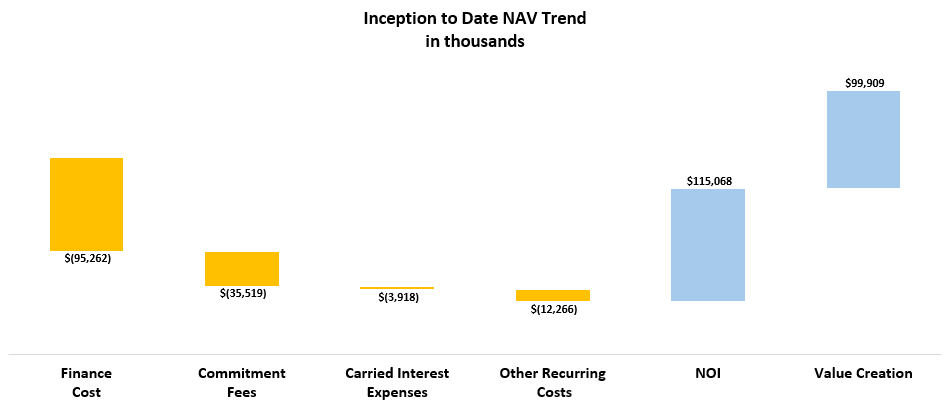 Inception to Date NAV Trend
in thousands
$99,909
$115,068
$(95,262)
$(35,519)
$(3,918)
$(12,266)
Finance
Cost
Commitment
Fees
Carried Interest
Expenses
Other Recurring
Costs
NOI
Value Creation